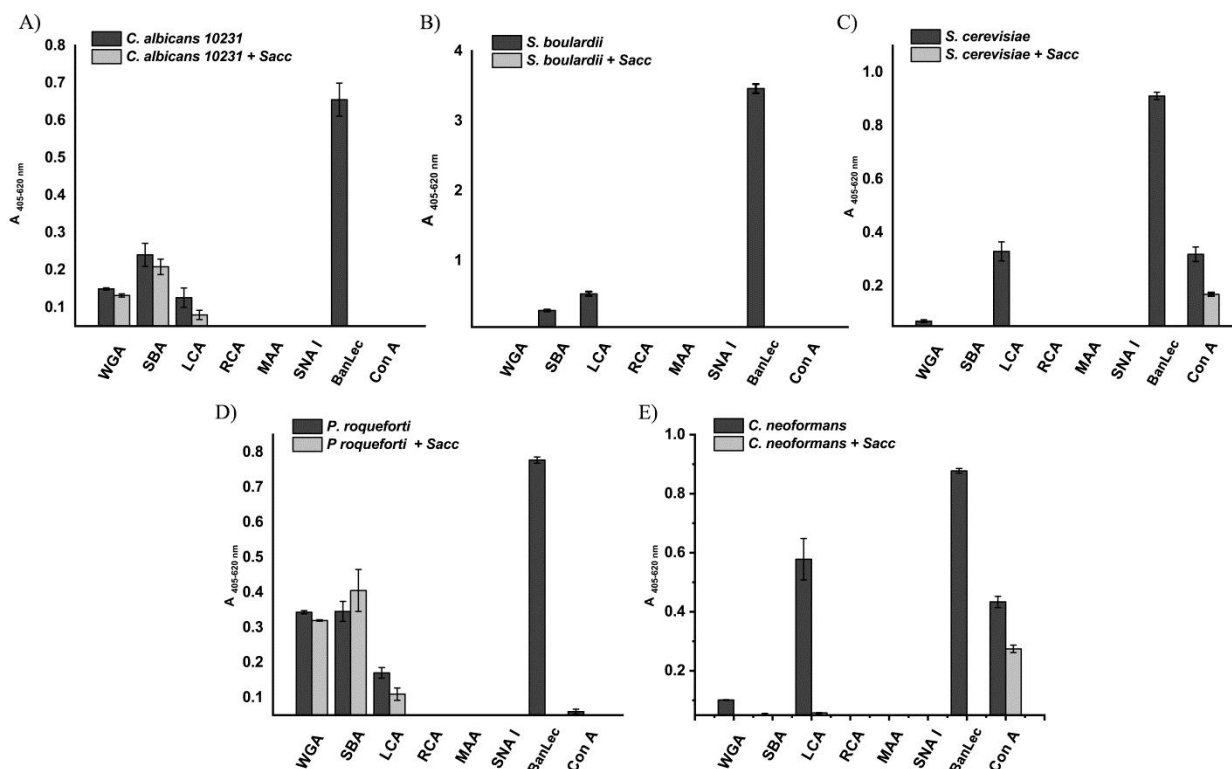 A)
C. albicans 10231
C. albicans 10231 + Sacc
0.8
0.7
0.6
0.5
0.4
0.3
0.2
0.1
A 405-620 nm
WGA
SBA
LCA
RCA
MAA
SNA I
BanLec
Con A
B)
S. boulardii
S. boulardii + Sacc
4
3
2
1
A 405-620 nm
WGA
SBA
LCA
RCA
MAA
SNA I
BanLec
Con A
C)
S. cerevisiae
S. cerevisiae + Sacc
1.0
0.8
0.6
0.4
0.2
A 405-620 nm
WGA
SBA
LCA
RCA
MAA
SNA I
BanLec
Con A
D)
P. roqueforti
P roqueforti + Sacc
0.8
0.7
0.6
0.5
0.4
0.3
0.2
0.1
A 405-620 nm
WGA
SBA
LCA
RCA
MAA
SNA I
BanLec
Con A
E)
C. neoformans
C. neoformans + Sacc
1.0
0.8
0.6
0.4
0.2
A 405-620 nm
WGA
SBA
LCA
RCA
MAA
SNA I
BanLec
Con A